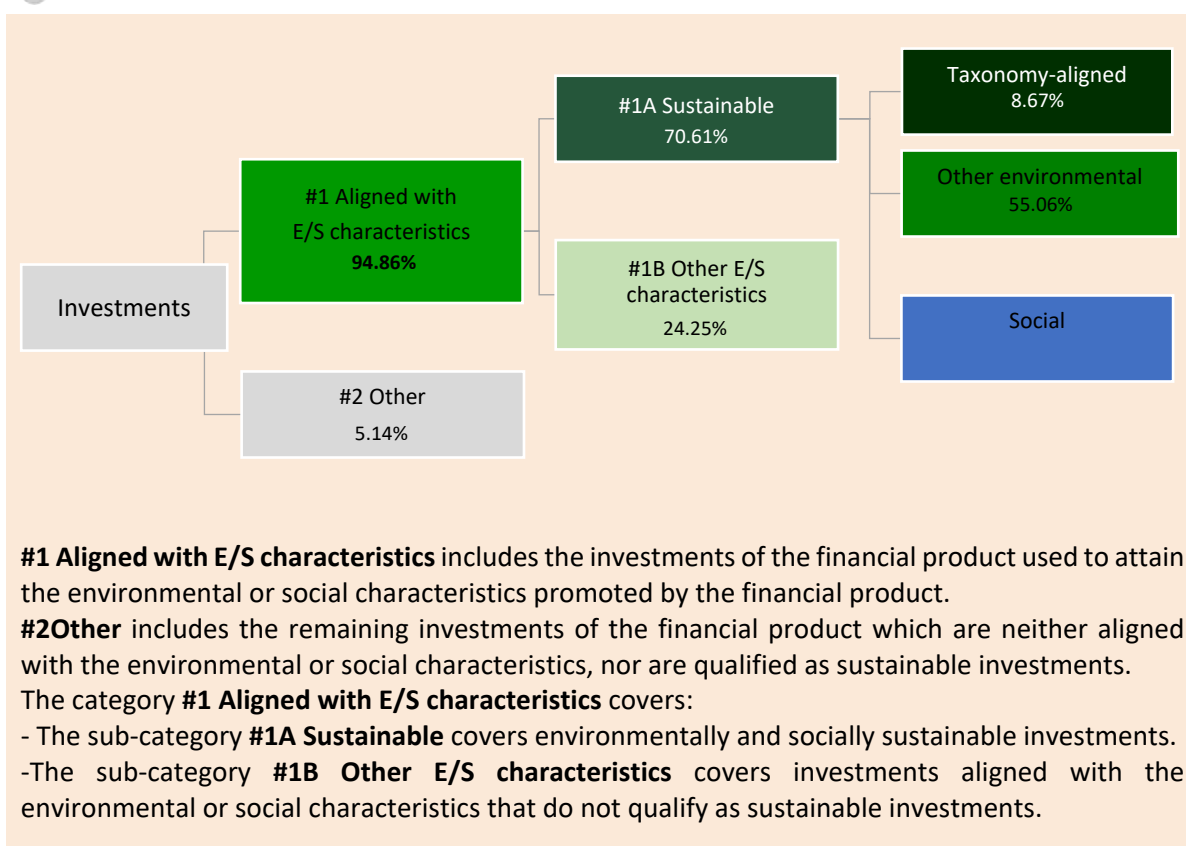 Investments
#1 Aligned with
E/S characteristics
94.86%
#2 Other
5.14%
#1A Sustainable
70.61%
#1B Other E/S
characteristics
24.25%
Taxonomy-aligned
8.67%
Other environmental
55.06%
Social
#1 Aligned with E/S characteristics includes the investments of the financial product used to attain
the environmental or social characteristics promoted by the financial product.
#2Other includes the remaining investments of the financial product which are neither aligned
with the environmental or social characteristics, nor are qualified as sustainable investments.
The category #1 Aligned with E/S characteristics covers:
- The sub-category #1A Sustainable covers environmentally and socially sustainable investments.
-The sub-category #1B Other E/S characteristics covers investments aligned with the
environmental or social characteristics that do not qualify as sustainable investments.